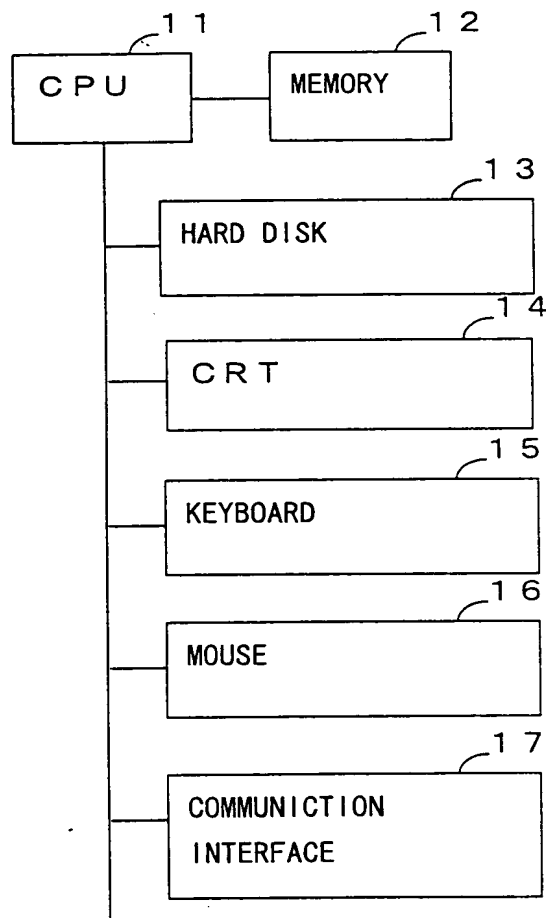 11
CPU
12
MEMORY
13
HARD DISK
14
CRT
15
KEYBOARD
16
MOUSE
17
COMMUNICTION
INTERFACE